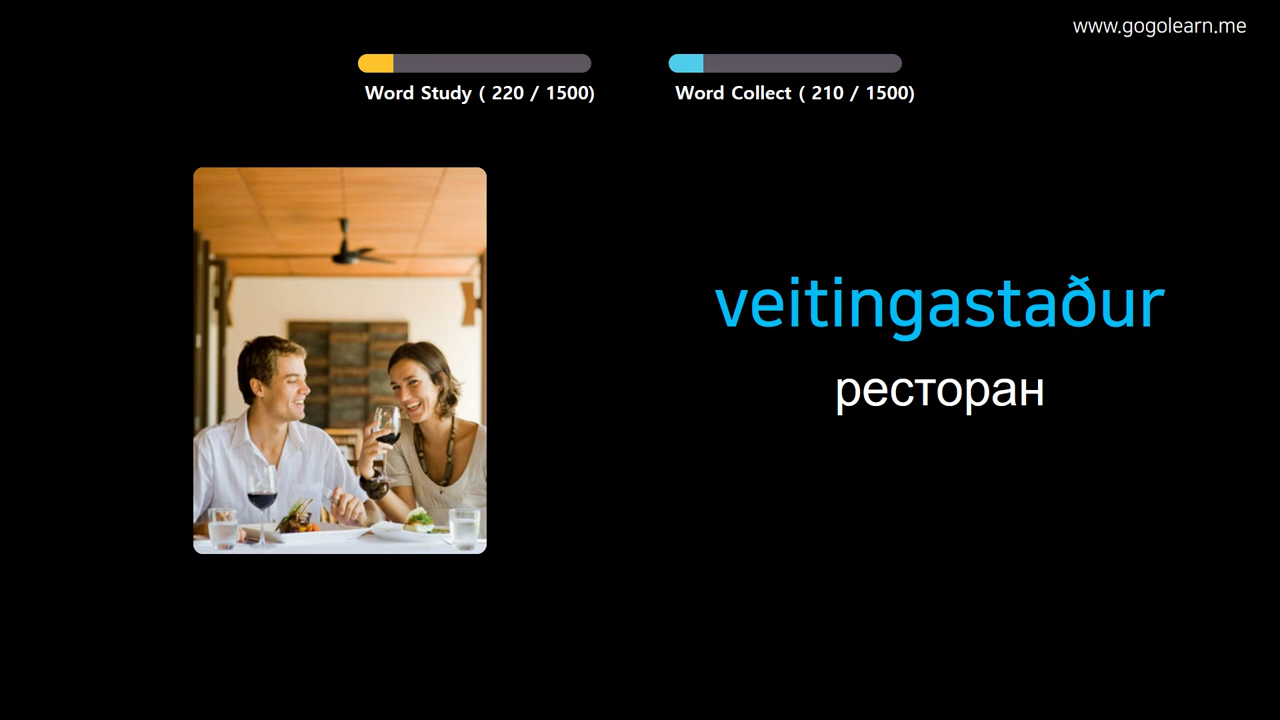 www.gogolearn.me
Word Study ( 220 / 1500)
Word Collect ( 210 / 1500)
veitingastaður
ресторан